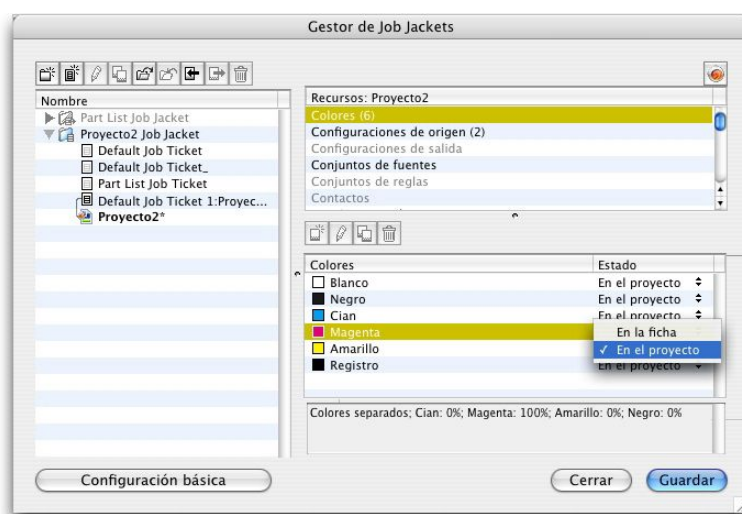 Gestor de Job Jackets
Nombre
Part List Job Jacket
Proyecto2 Job Jacket
Default Job Ticket
Default Job Ticket_
Part List Job Ticket
Default Job Ticket 1:Proyec...
Proyecto2*
Recursos: Proyecto2
Colores (6)
Configuraciones de origen (2)
Configuraciones de salida
Conjuntos de fuentes
Conjuntos de reglas
Contactos
Colores Estado
Blanco En el proyecto
Negro En el proyecto
Cian En el proyecto
Magenta En la ficha
Amarillo ✓ En el proyecto
Registro En el proyecto
Colores separados; Cian: 0%; Magenta: 100%; Amarillo: 0%; Negro: 0%
Configuración básica
Cerrar
Guardar